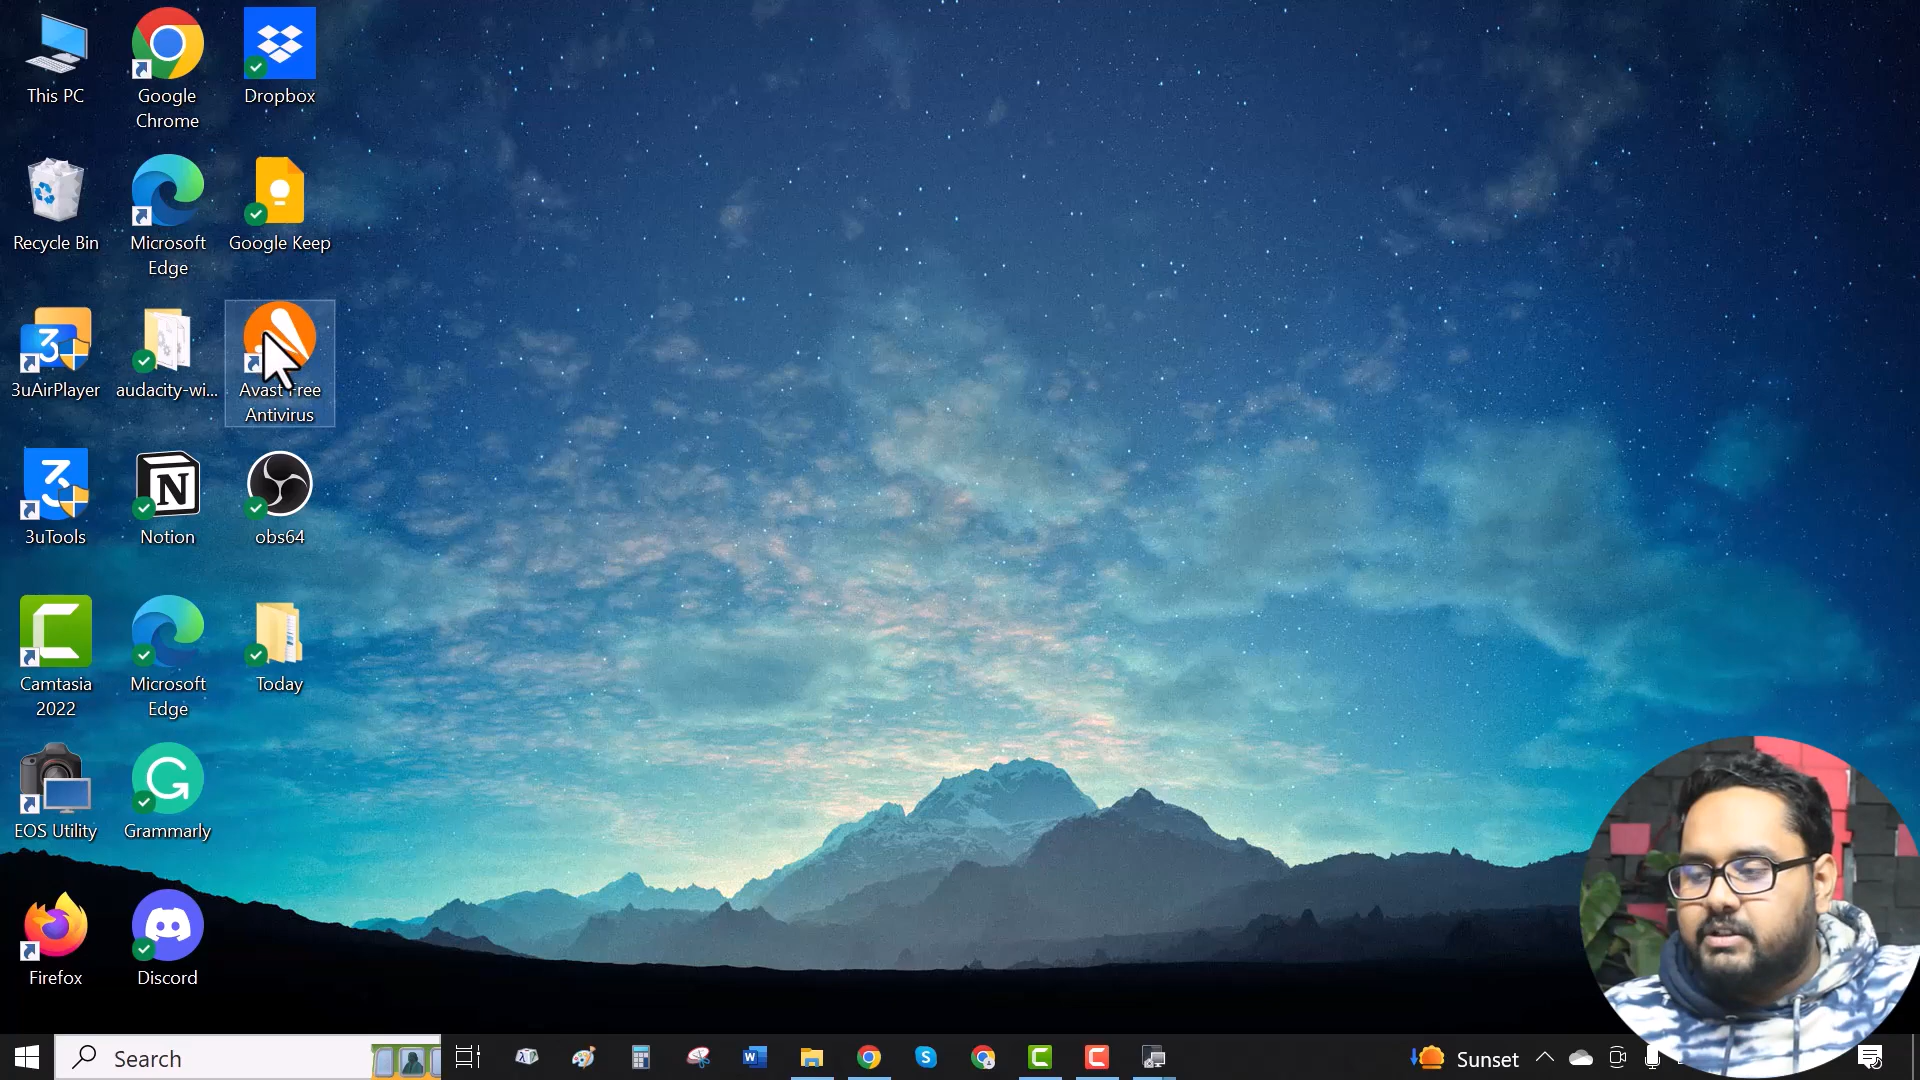 This PC
Google
Chrome
Dropbox
Recycle Bin
Microsoft
Edge
Google Keep
3uAirPlayer
audacity-wi...
Avast Free
Antivirus
3uTools
Notion
obs64
Camtasia
2022
Microsoft
Edge
Today
EOS Utility
Grammarly
Firefox
Discord
Search
Sunset